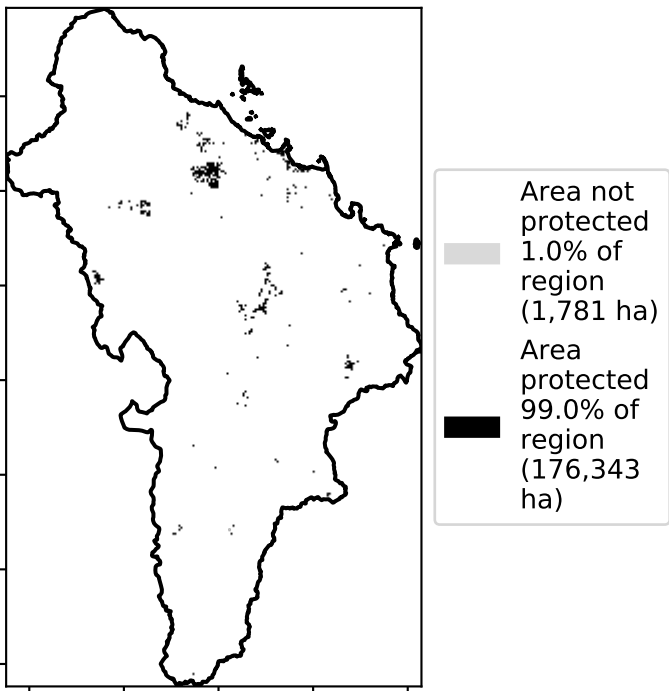 Area not
protected
1.0% of
region
(1,781 ha)
Area
protected
99.0% of
region
(176,343
ha)